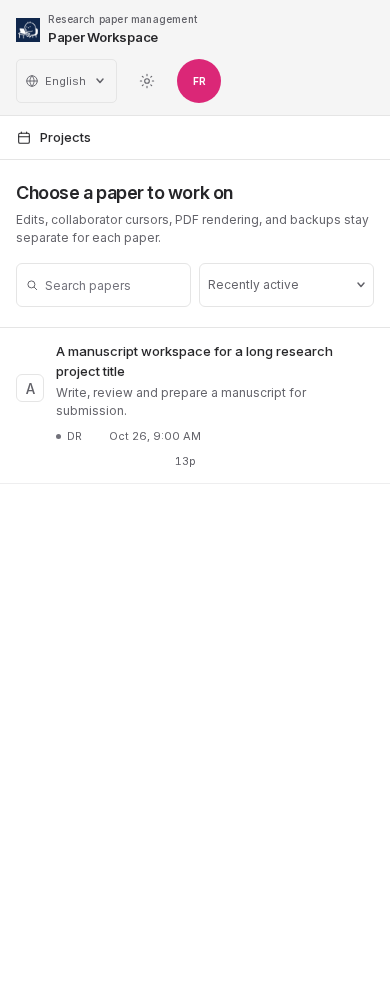 Research paper management
Paper Workspace
English
FR
Projects
Choose a paper to work on
Edits, collaborator cursors, PDF rendering, and backups stay
separate for each paper.
Search papers
Recently active
A manuscript workspace for a long research
project title
A
Write, review and prepare a manuscript for
submission.
DR
Oct 26, 9:00 AM
13p